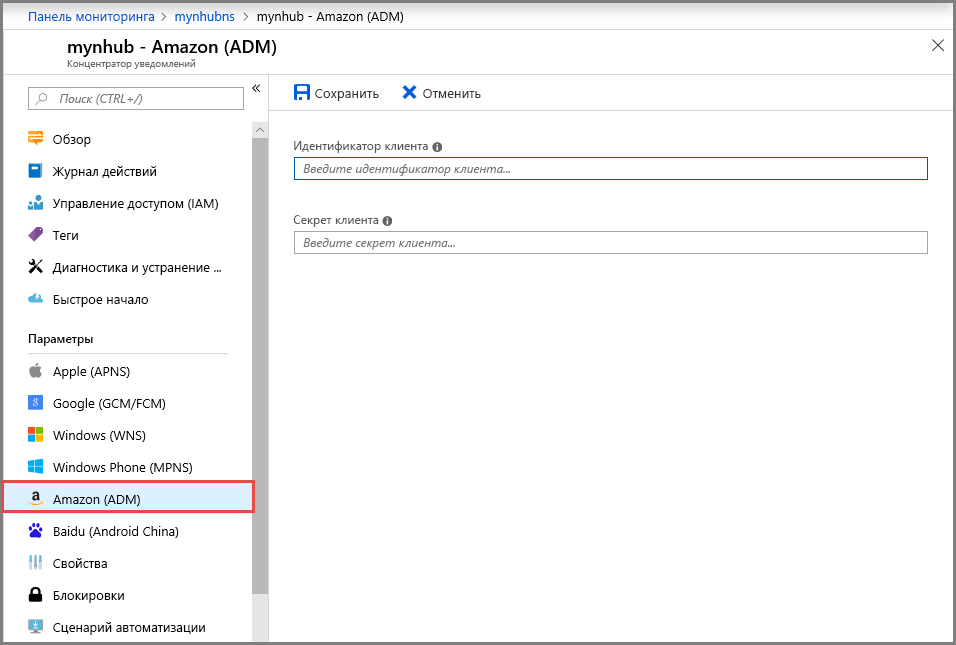 Панель мониторинга > mynhubns > mynhub - Amazon (ADM)
mynhub - Amazon (ADM)
Концентратор уведомлений
Поиск (CTRL+/)
«
Обзор
Журнал действий
Управление доступом (IAM)
Теги
Диагностика и устранение ...
Быстрое начало
Параметры
Apple (APNS)
Google (GCM/FCM)
Windows (WNS)
Windows Phone (MPNS)
Amazon (ADM)
Baidu (Android China)
Свойства
Блокировки
Сценарий автоматизации
Сохранить Отменить
Идентификатор клиента
Введите идентификатор клиента...
Секрет клиента
Введите секрет клиента...